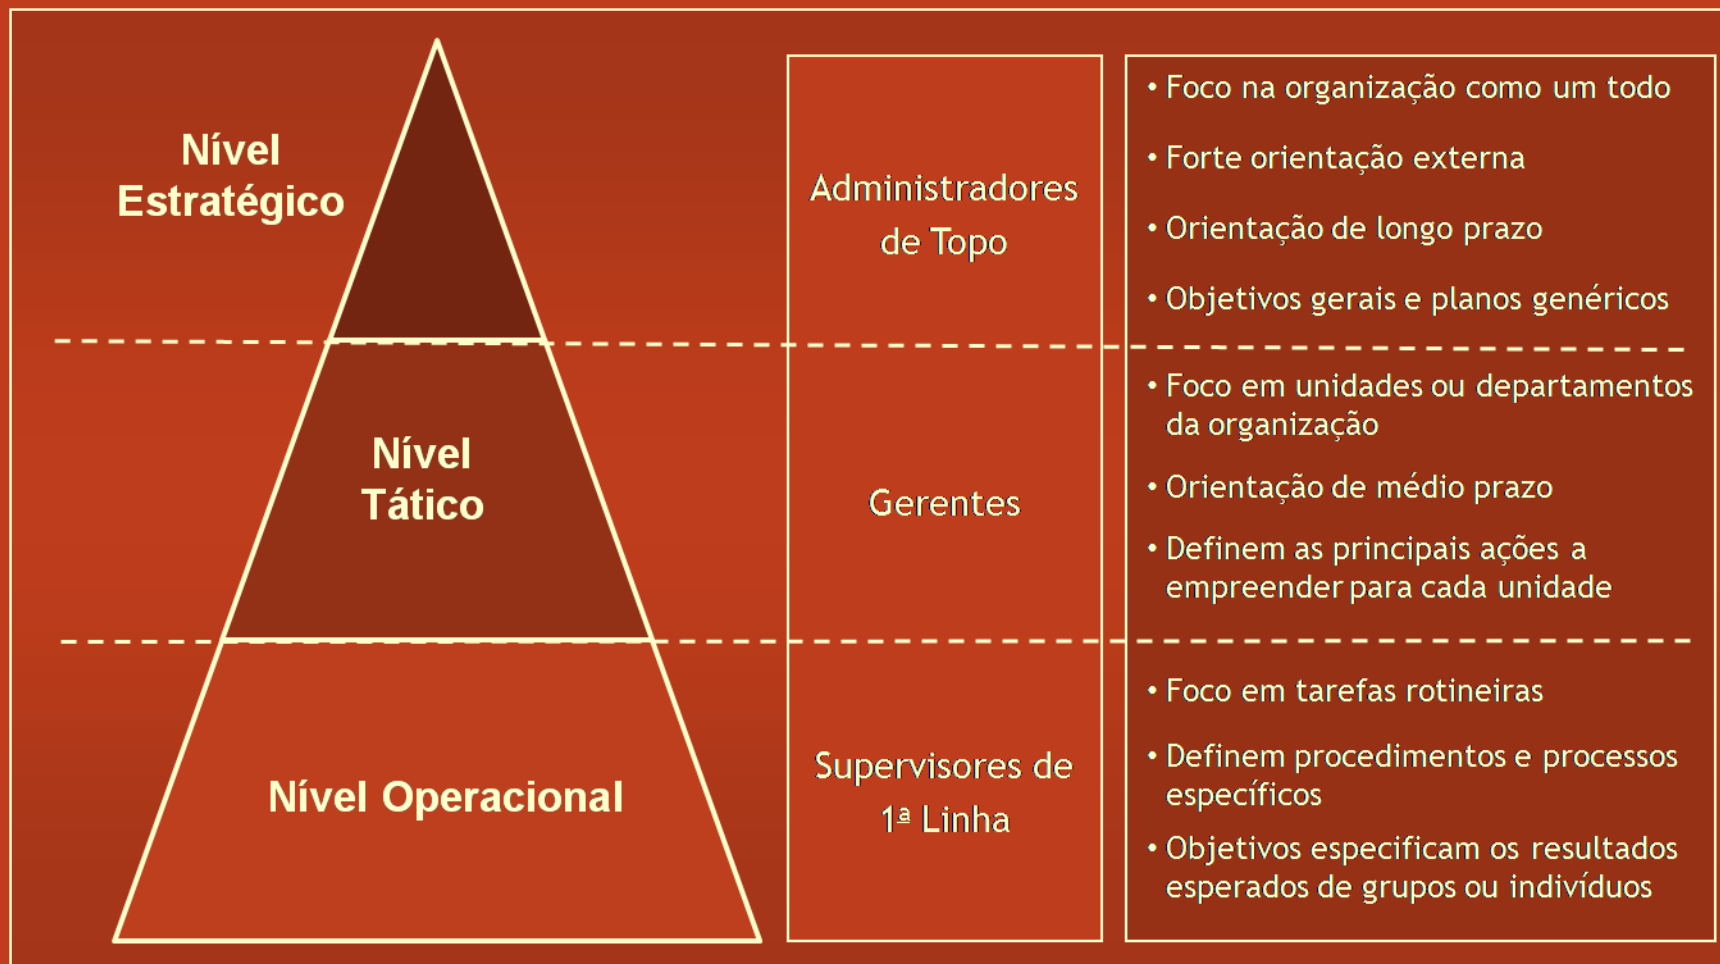 Nível
Estratégico
Administradores
de Topo
• Foco na organização como um todo
• Forte orientação externa
• Orientação de longo prazo
• Objetivos gerais e planos genéricos
Nível
Tático
Gerentes
• Foco em unidades ou departamentos
da organização
• Orientação de médio prazo
• Definem as principais ações a
empreender para cada unidade
Nível Operacional
Supervisores de
1ª Linha
• Foco em tarefas rotineiras
• Definem procedimentos e processos
específicos
• Objetivos especificam os resultados
esperados de grupos ou indivíduos